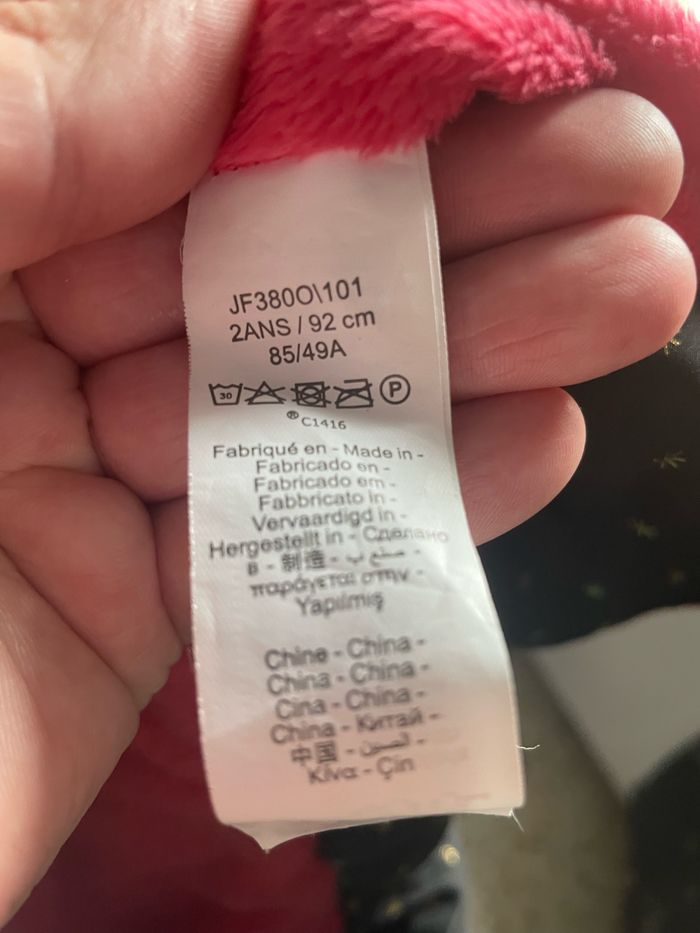 JF380O\101
2ANS / 92 cm
85/49A
30 P
® C1416
Fabriqué en - Made in -
Fabricado en -
Fabricado em -
Fabbricato in -
Vervaardigd in -
Hergestellt in - Сделано
в - 制造 - صنع ب -
παράγεται στην -
Yapılmış
Chine - China -
China - China -
Cina - China -
China - Китай -
中国 - الصين -
Κίνα - Çin